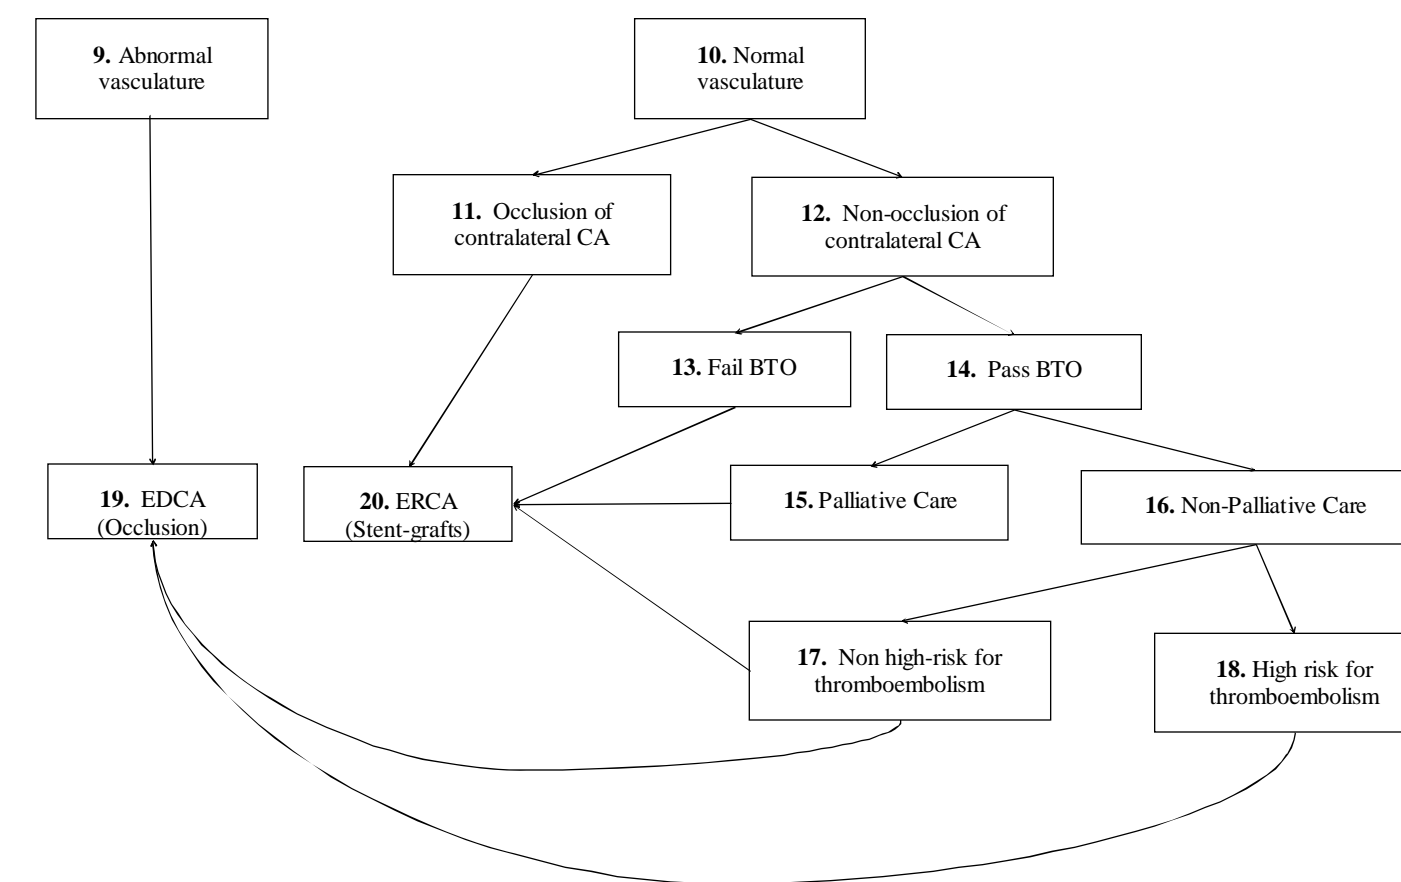 9. Abnormal
vasculature
10. Normal
vasculature
11. Occlusion of
contralateral CA
12. Non-occlusion of
contralateral CA
13. Fail BTO
14. Pass BTO
19. EDCA
(Occlusion)
20. ERCA
(Stent-grafts)
15. Palliative Care
16. Non-Palliative Care
17. Non high-risk for
thromboembolism
18. High risk for
thromboembolism